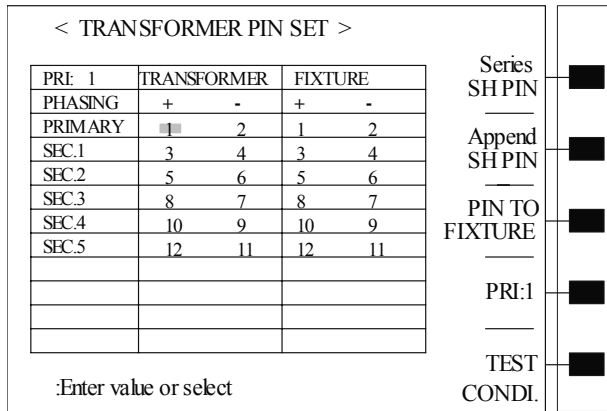 < TRANSFORMER PIN SET >
PRI: 1 TRANSFORMER FIXTURE
PHASING + - + -
PRIMARY 1 2 1 2
SEC.1 3 4 3 4
SEC.2 5 6 5 6
SEC.3 8 7 8 7
SEC.4 10 9 10 9
SEC.5 12 11 12 11
:Enter value or select
Series
SH PIN
Append
SH PIN
PIN TO
FIXTURE
PRI:1
TEST
CONDI.